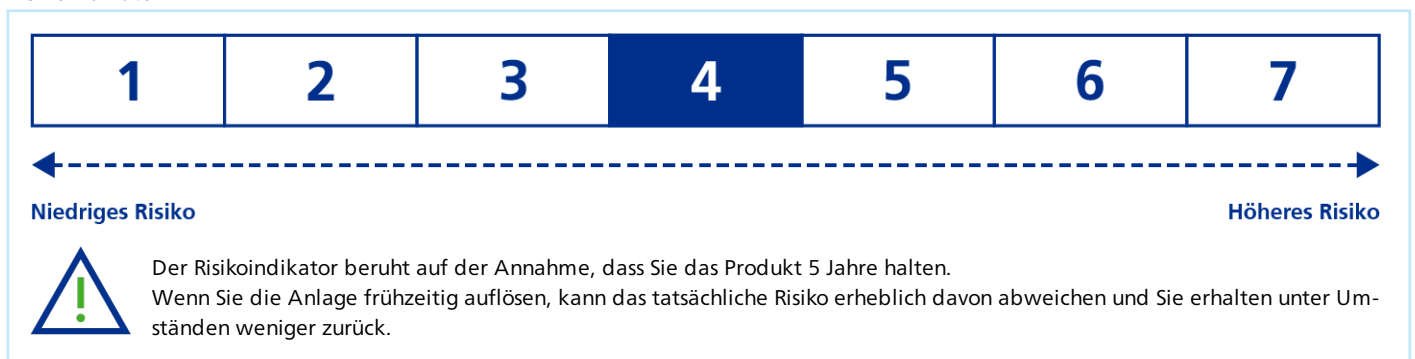 1 2 3 4 5 6 7
Niedriges Risiko Höheres Risiko
Der Risikoindikator beruht auf der Annahme, dass Sie das Produkt 5 Jahre halten.
Wenn Sie die Anlage frühzeitig auflösen, kann das tatsächliche Risiko erheblich davon abweichen und Sie erhalten unter Um-
ständen weniger zurück.